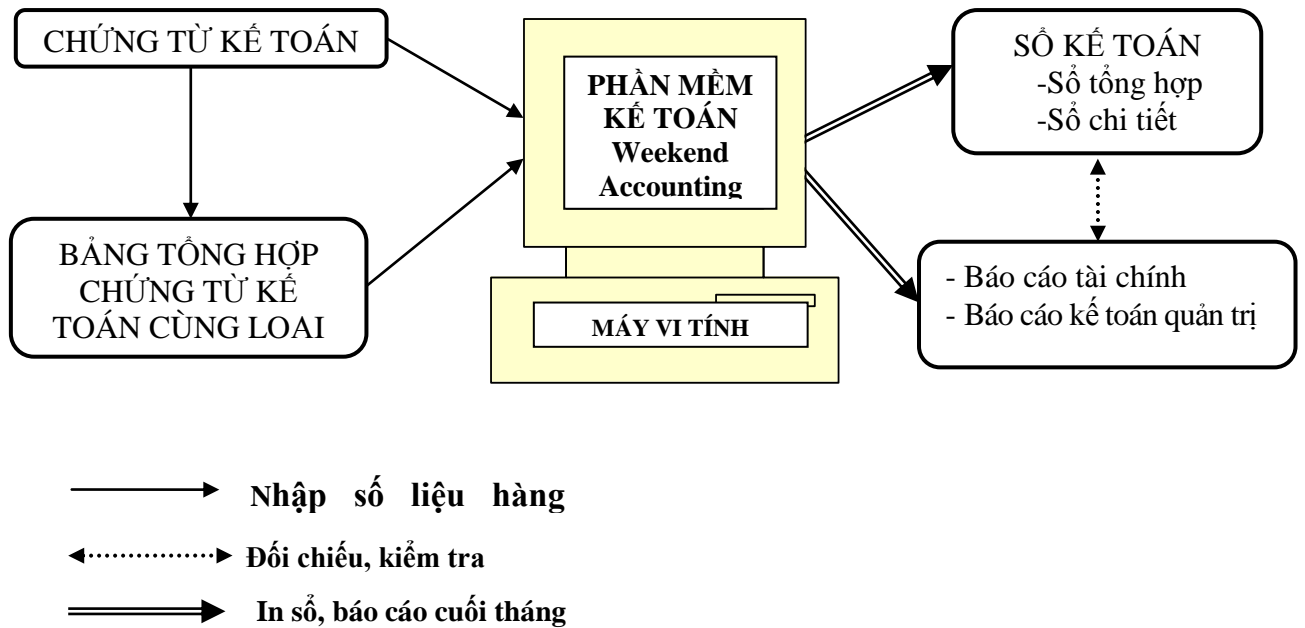 CHỨNG TỪ KẾ TOÁN
BẢNG TỔNG HỢP
CHỨNG TỪ KẾ
TOÁN CÙNG LOẠI
PHẦN MỀM
KẾ TOÁN
Weekend
Accounting
MÁY VI TÍNH
SỔ KẾ TOÁN
-Sổ tổng hợp
-Sổ chi tiết
- Báo cáo tài chính
- Báo cáo kế toán quản trị
Nhập số liệu hàng
Đối chiếu, kiểm tra
In sổ, báo cáo cuối tháng